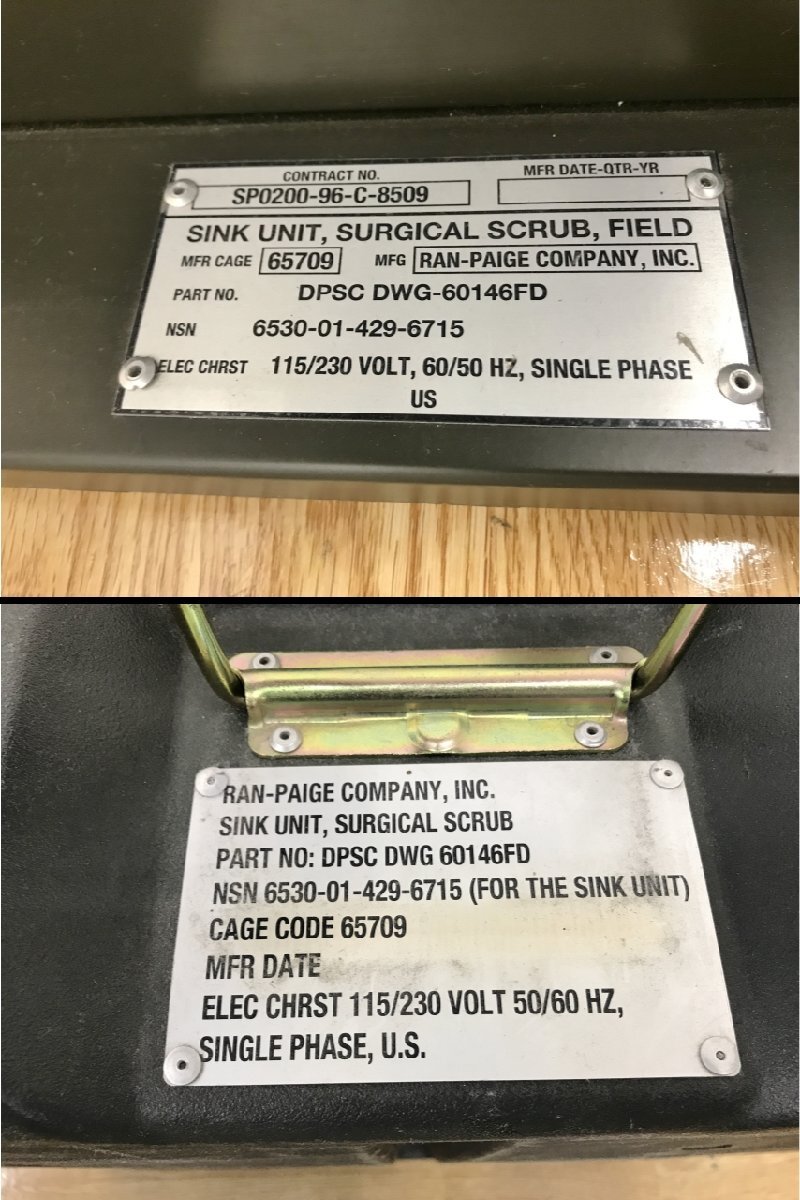 CONTRACT NO. MFR DATE-QTR-YR
SP0200-96-C-8509
SINK UNIT, SURGICAL SCRUB, FIELD
MFR CAGE 65709 MFG RAN-PAIGE COMPANY, INC.
PART NO. DPSC DWG-60146FD
NSN 6530-01-429-6715
ELEC CHRST 115/230 VOLT, 60/50 HZ, SINGLE PHASE
US
RAN-PAIGE COMPANY, INC.
SINK UNIT, SURGICAL SCRUB
PART NO: DPSC DWG 60146FD
NSN 6530-01-429-6715 (FOR THE SINK UNIT)
CAGE CODE 65709
MFR DATE
ELEC CHRST 115/230 VOLT 50/60 HZ,
SINGLE PHASE, U.S.